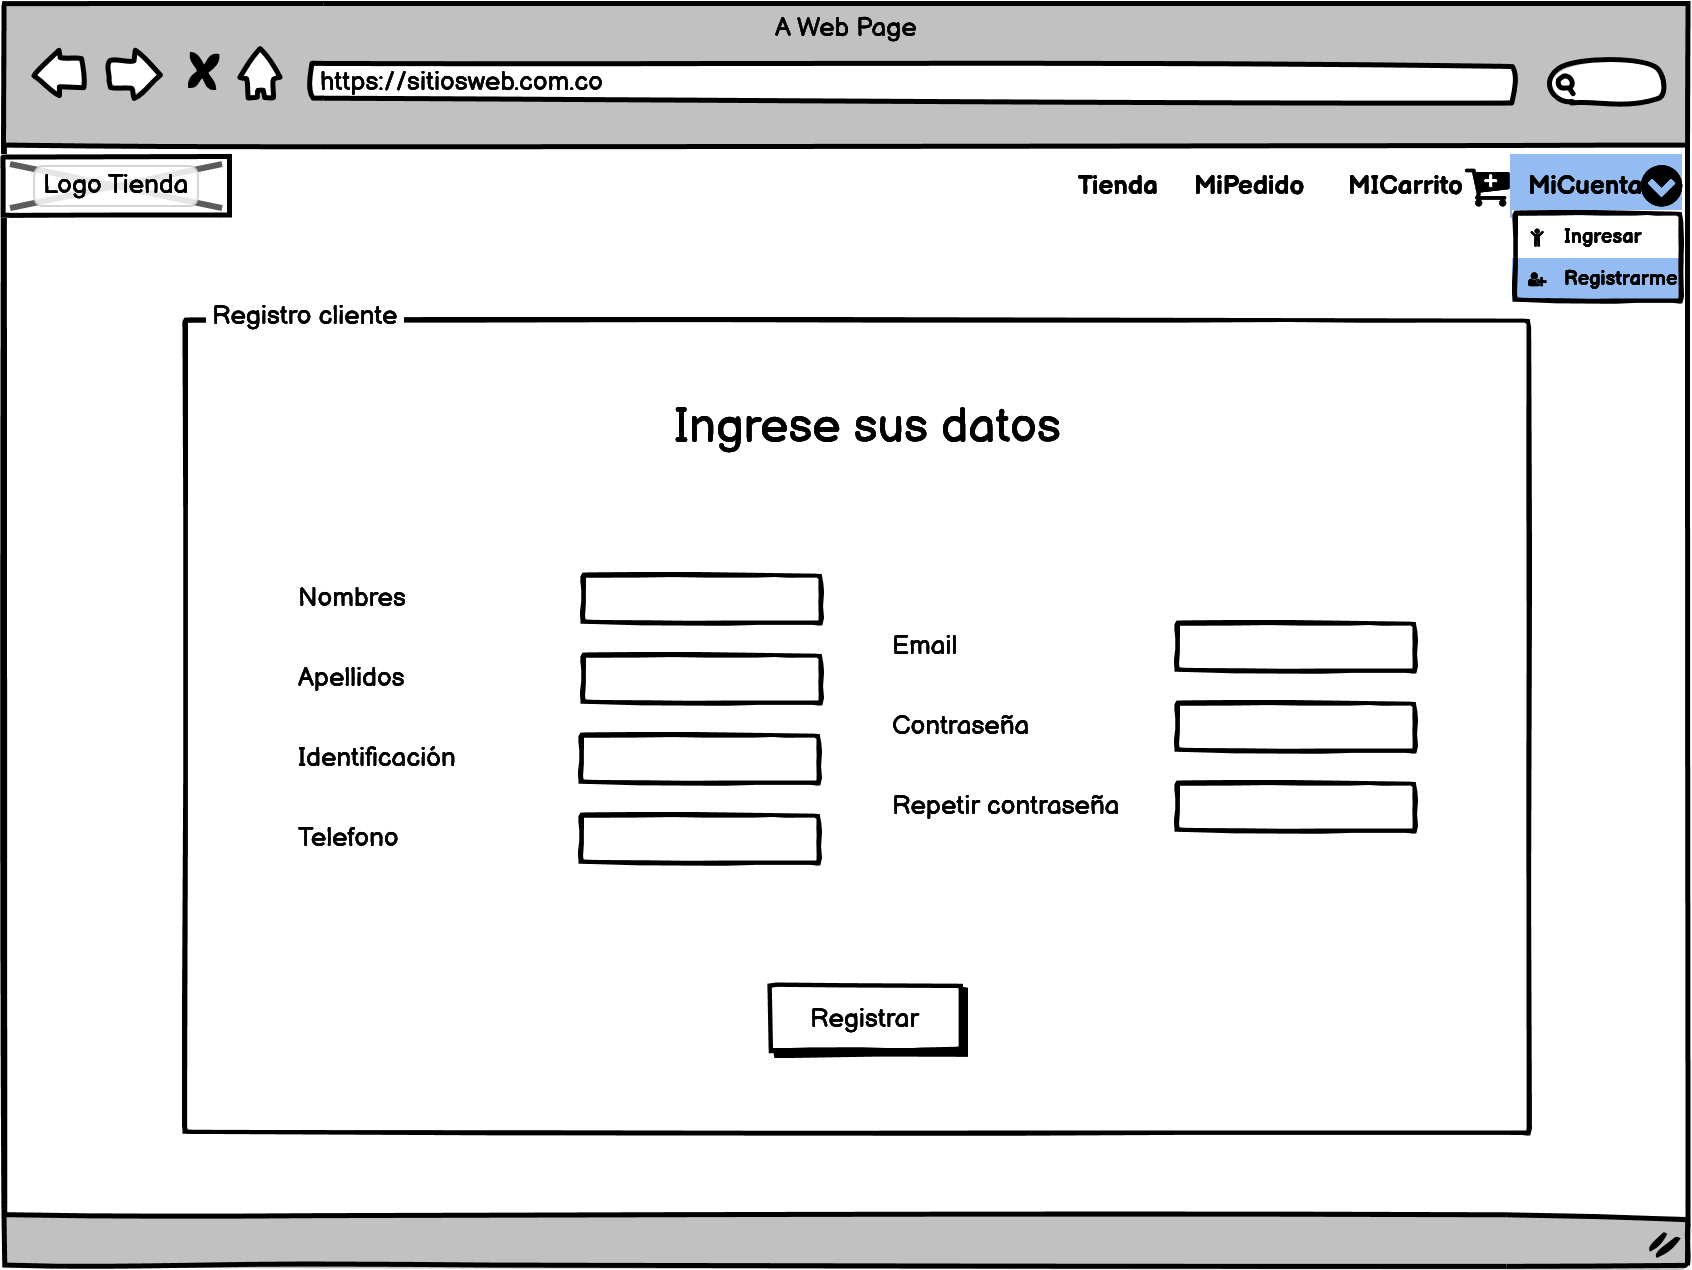 A Web Page
https://sitiosweb.com.co
Logo Tienda
Tienda
MiPedido
MICarrito
MiCuenta
Ingresar
Registrarme
Registro cliente
Ingrese sus datos
Nombres
Apellidos
Identificación
Telefono
Email
Contraseña
Repetir contraseña
Registrar